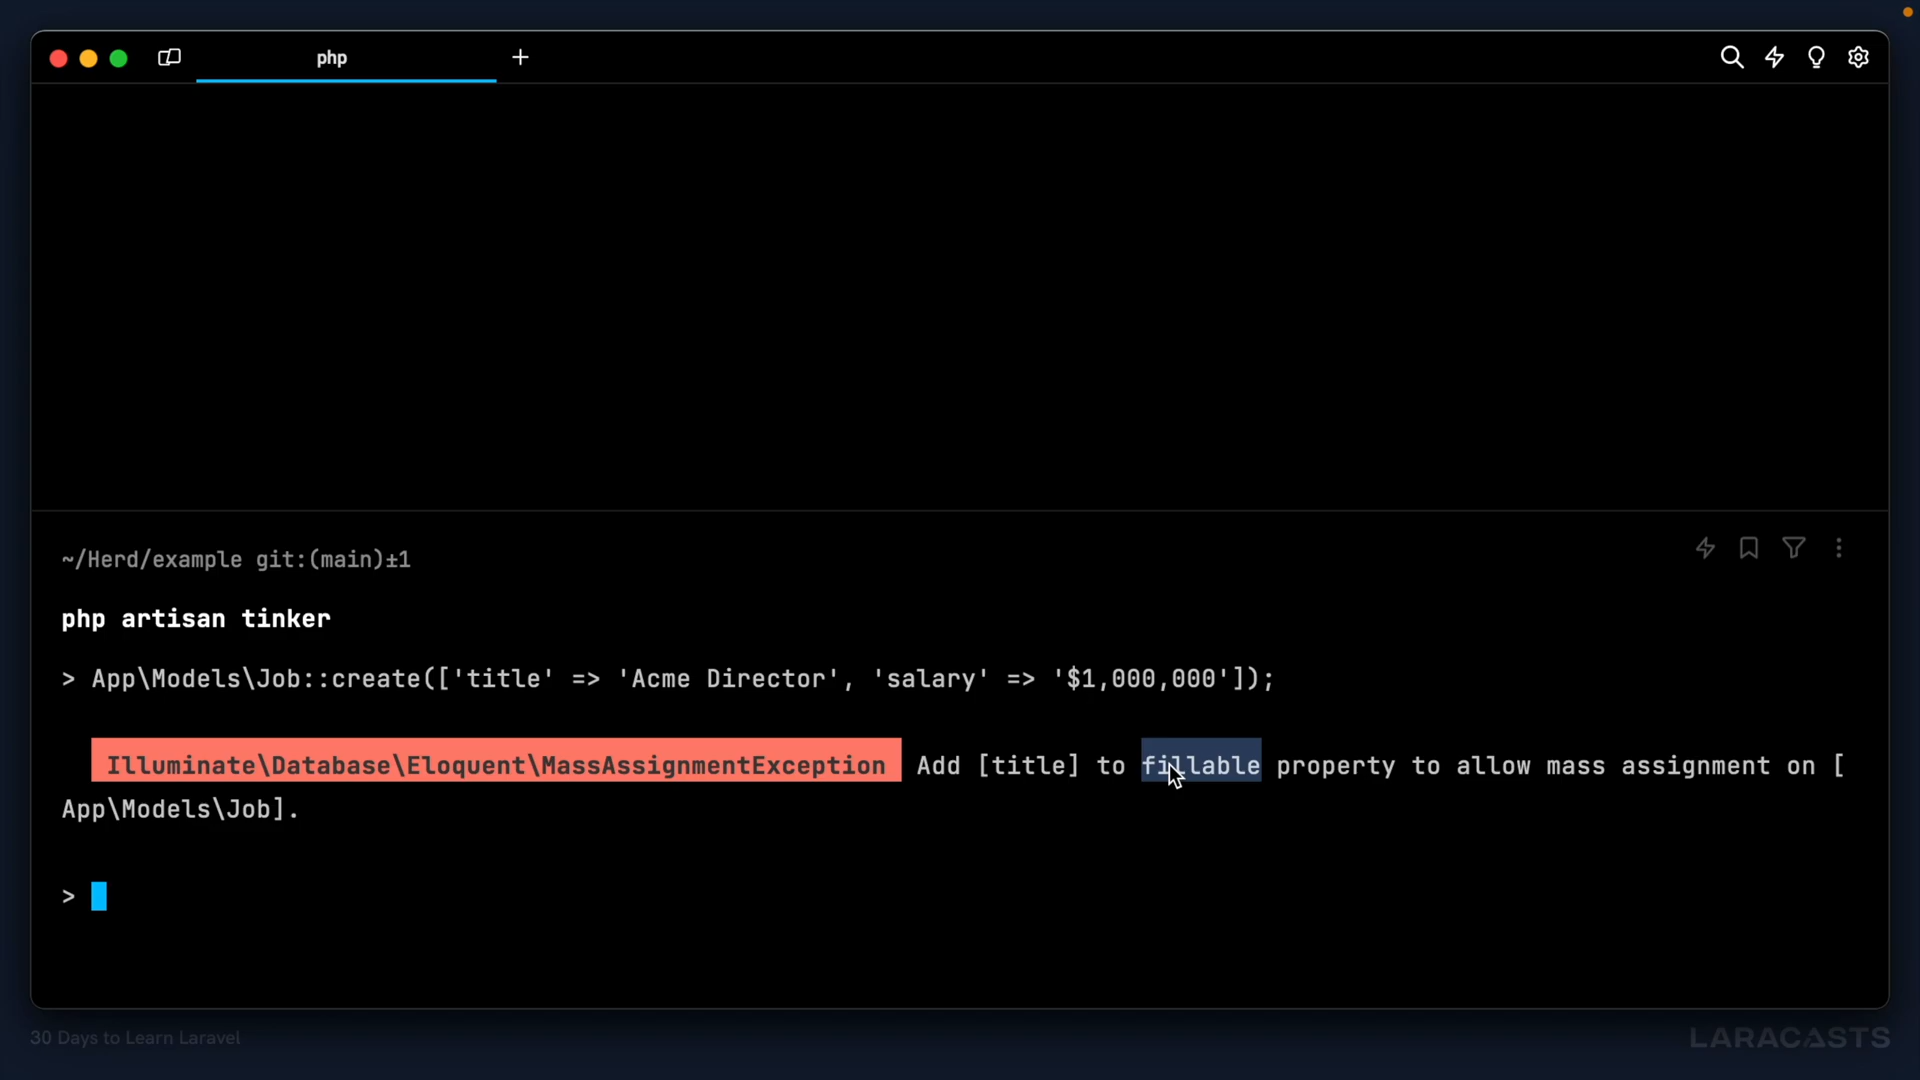 php
~/Herd/example git:(main)±1
php artisan tinker
> App\Models\Job::create(['title' => 'Acme Director', 'salary' => '$1,000,000']);
Illuminate\Database\Eloquent\MassAssignmentException Add [title] to fillable property to allow mass assignment on [
App\Models\Job].
>
30 Days to Learn Laravel
LARACASTS